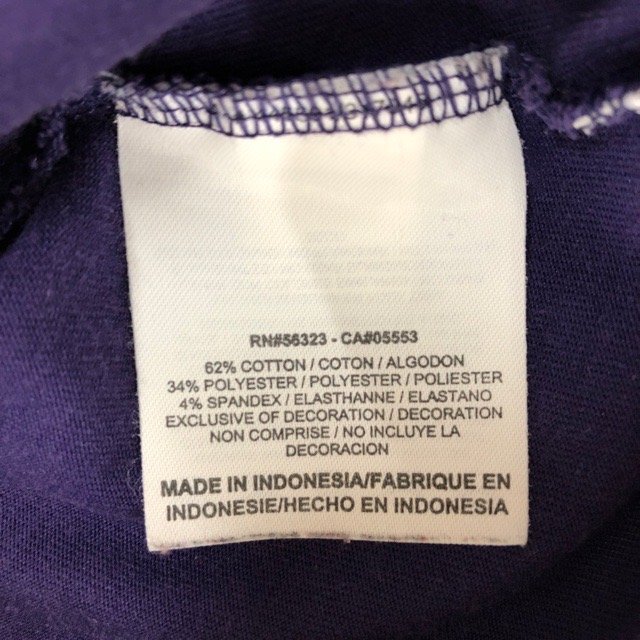 RN#56323 - CA#05553
62% COTTON / COTON / ALGODON
34% POLYESTER / POLYESTER / POLIESTER
4% SPANDEX / ELASTHANNE / ELASTANO
EXCLUSIVE OF DECORATION / DECORATION
NON COMPRISE / NO INCLUYE LA
DECORACION
MADE IN INDONESIA/FABRIQUE EN
INDONESIE/HECHO EN INDONESIA